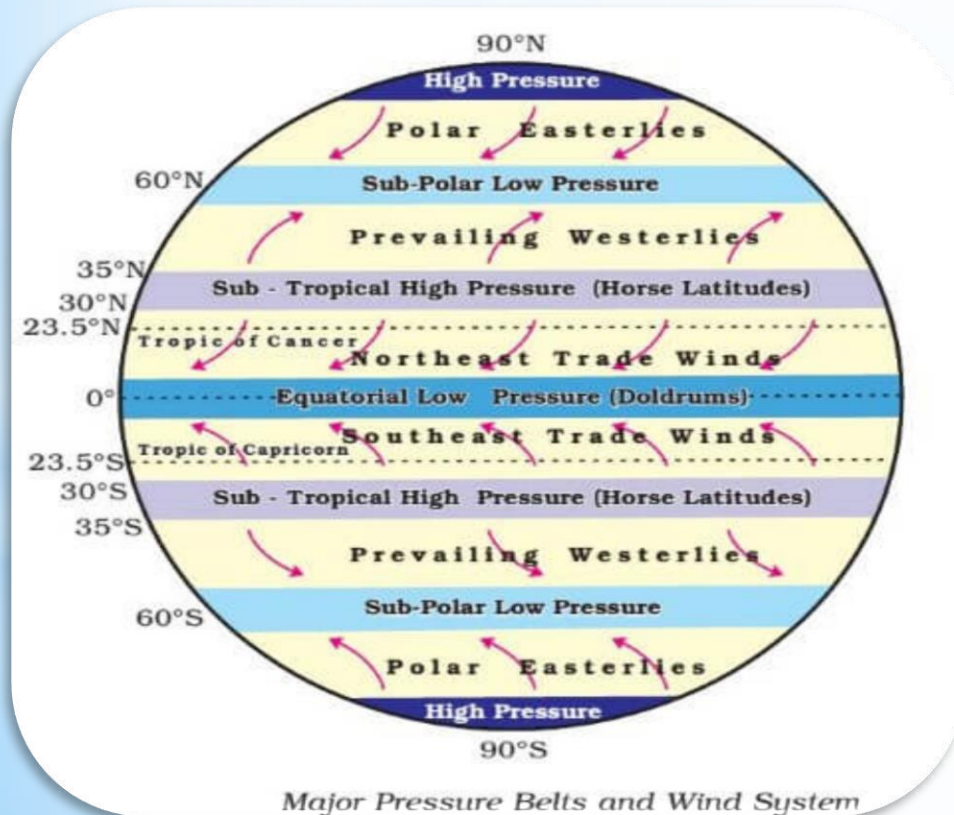 90°N
High Pressure
Polar Easterlies
60°N
Sub-Polar Low Pressure
Prevailing Westerlies
35°N
Sub - Tropical High Pressure (Horse Latitudes)
30°N
23.5°N
Tropic of Cancer
Northeast Trade Winds
0°
Equatorial Low Pressure (Doldrums)
Southeast Trade Winds
Tropic of Capricorn
23.5°S
30°S
Sub - Tropical High Pressure (Horse Latitudes)
35°S
Prevailing Westerlies
60°S
Sub-Polar Low Pressure
Polar Easterlies
High Pressure
90°S
Major Pressure Belts and Wind System